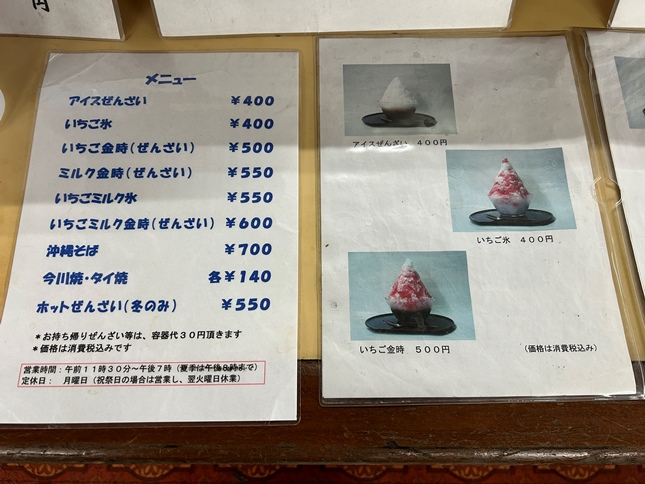 円
メニュー
アイスぜんざい ¥400
いちご氷 ¥400
いちご金時(ぜんざい) ¥500
ミルク金時(ぜんざい) ¥550
いちごミルク氷 ¥550
いちごミルク金時(ぜんざい) ¥600
沖縄そば ¥700
今川焼・タイ焼 各¥140
ホットぜんざい(冬のみ) ¥550
*お持ち帰りぜんざい等は、容器代30円頂きます
*価格は消費税込みです
営業時間:午前11時30分~午後7時(夏季は午後8時まで)
定休日: 月曜日(祝祭日の場合は営業し、翌火曜日休業)
アイスぜんざい 400円
いちご氷 400円
いちご金時 500円
(価格は消費税込み)